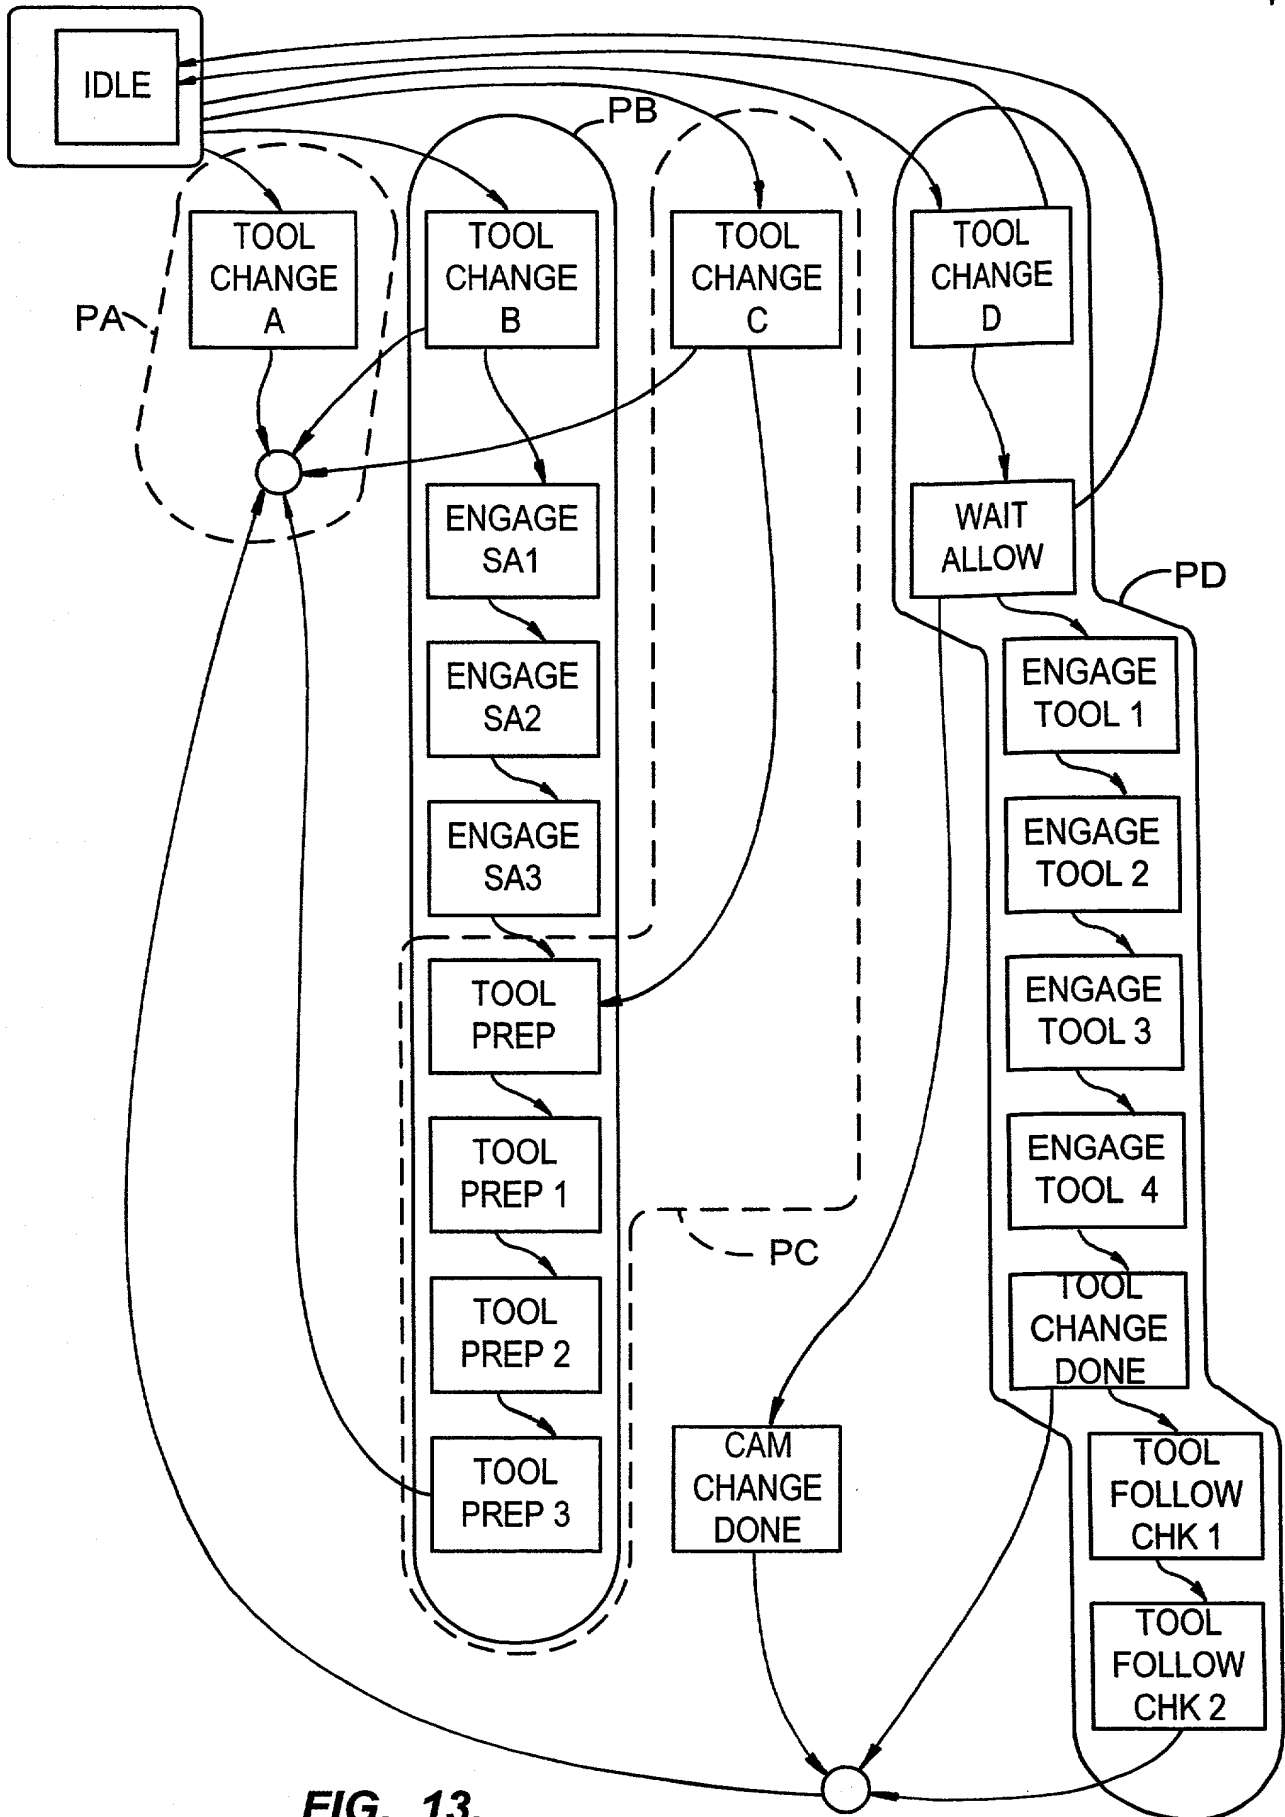 IDLE
PB
TOOL
CHANGE
A
TOOL
CHANGE
B
TOOL
CHANGE
C
TOOL
CHANGE
D
PA
ENGAGE
SA1
WAIT
ALLOW
PD
ENGAGE
SA2
ENGAGE
TOOL 1
ENGAGE
SA3
ENGAGE
TOOL 2
TOOL
PREP
ENGAGE
TOOL 3
TOOL
PREP 1
ENGAGE
TOOL 4
PC
TOOL
PREP 2
TOOL
CHANGE
DONE
TOOL
PREP 3
CAM
CHANGE
DONE
TOOL
FOLLOW
CHK 1
TOOL
FOLLOW
CHK 2
FIG. 13.